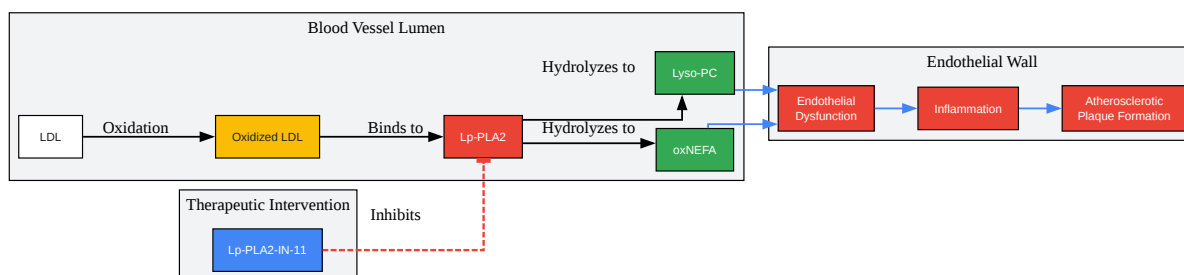 Blood Vessel Lumen
LDL
Oxidation
Oxidized LDL
Binds to
Lp-PLA2
Hydrolyzes to
Lyso-PC
Hydrolyzes to
oxNEFA
Endothelial Wall
Endothelial
Dysfunction
Inflammation
Atherosclerotic
Plaque Formation
Therapeutic Intervention
Lp-PLA2-IN-11
Inhibits